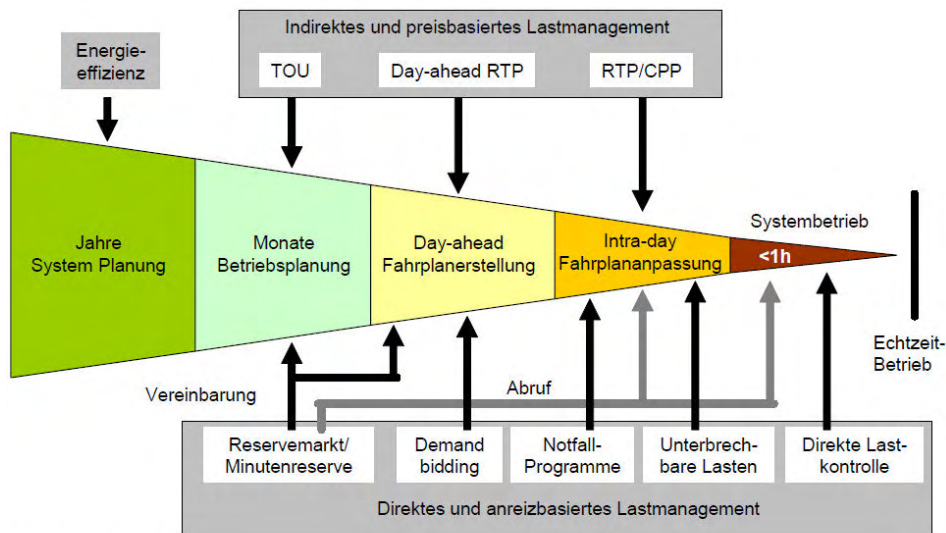 Indirektes und preisbasiertes Lastmanagement
Energie-
effizienz
TOU
Day-ahead RTP
RTP/CPP
Jahre
System Planung
Monate
Betriebsplanung
Day-ahead
Fahrplanerstellung
Intra-day
Fahrplananpassung
Systembetrieb
<1h
Echtzeit-
Betrieb
Vereinbarung
Abruf
Reservemarkt/
Minutenreserve
Demand
bidding
Notfall-
Programme
Unterbrech-
bare Lasten
Direkte Last-
kontrolle
Direktes und anreizbasiertes Lastmanagement